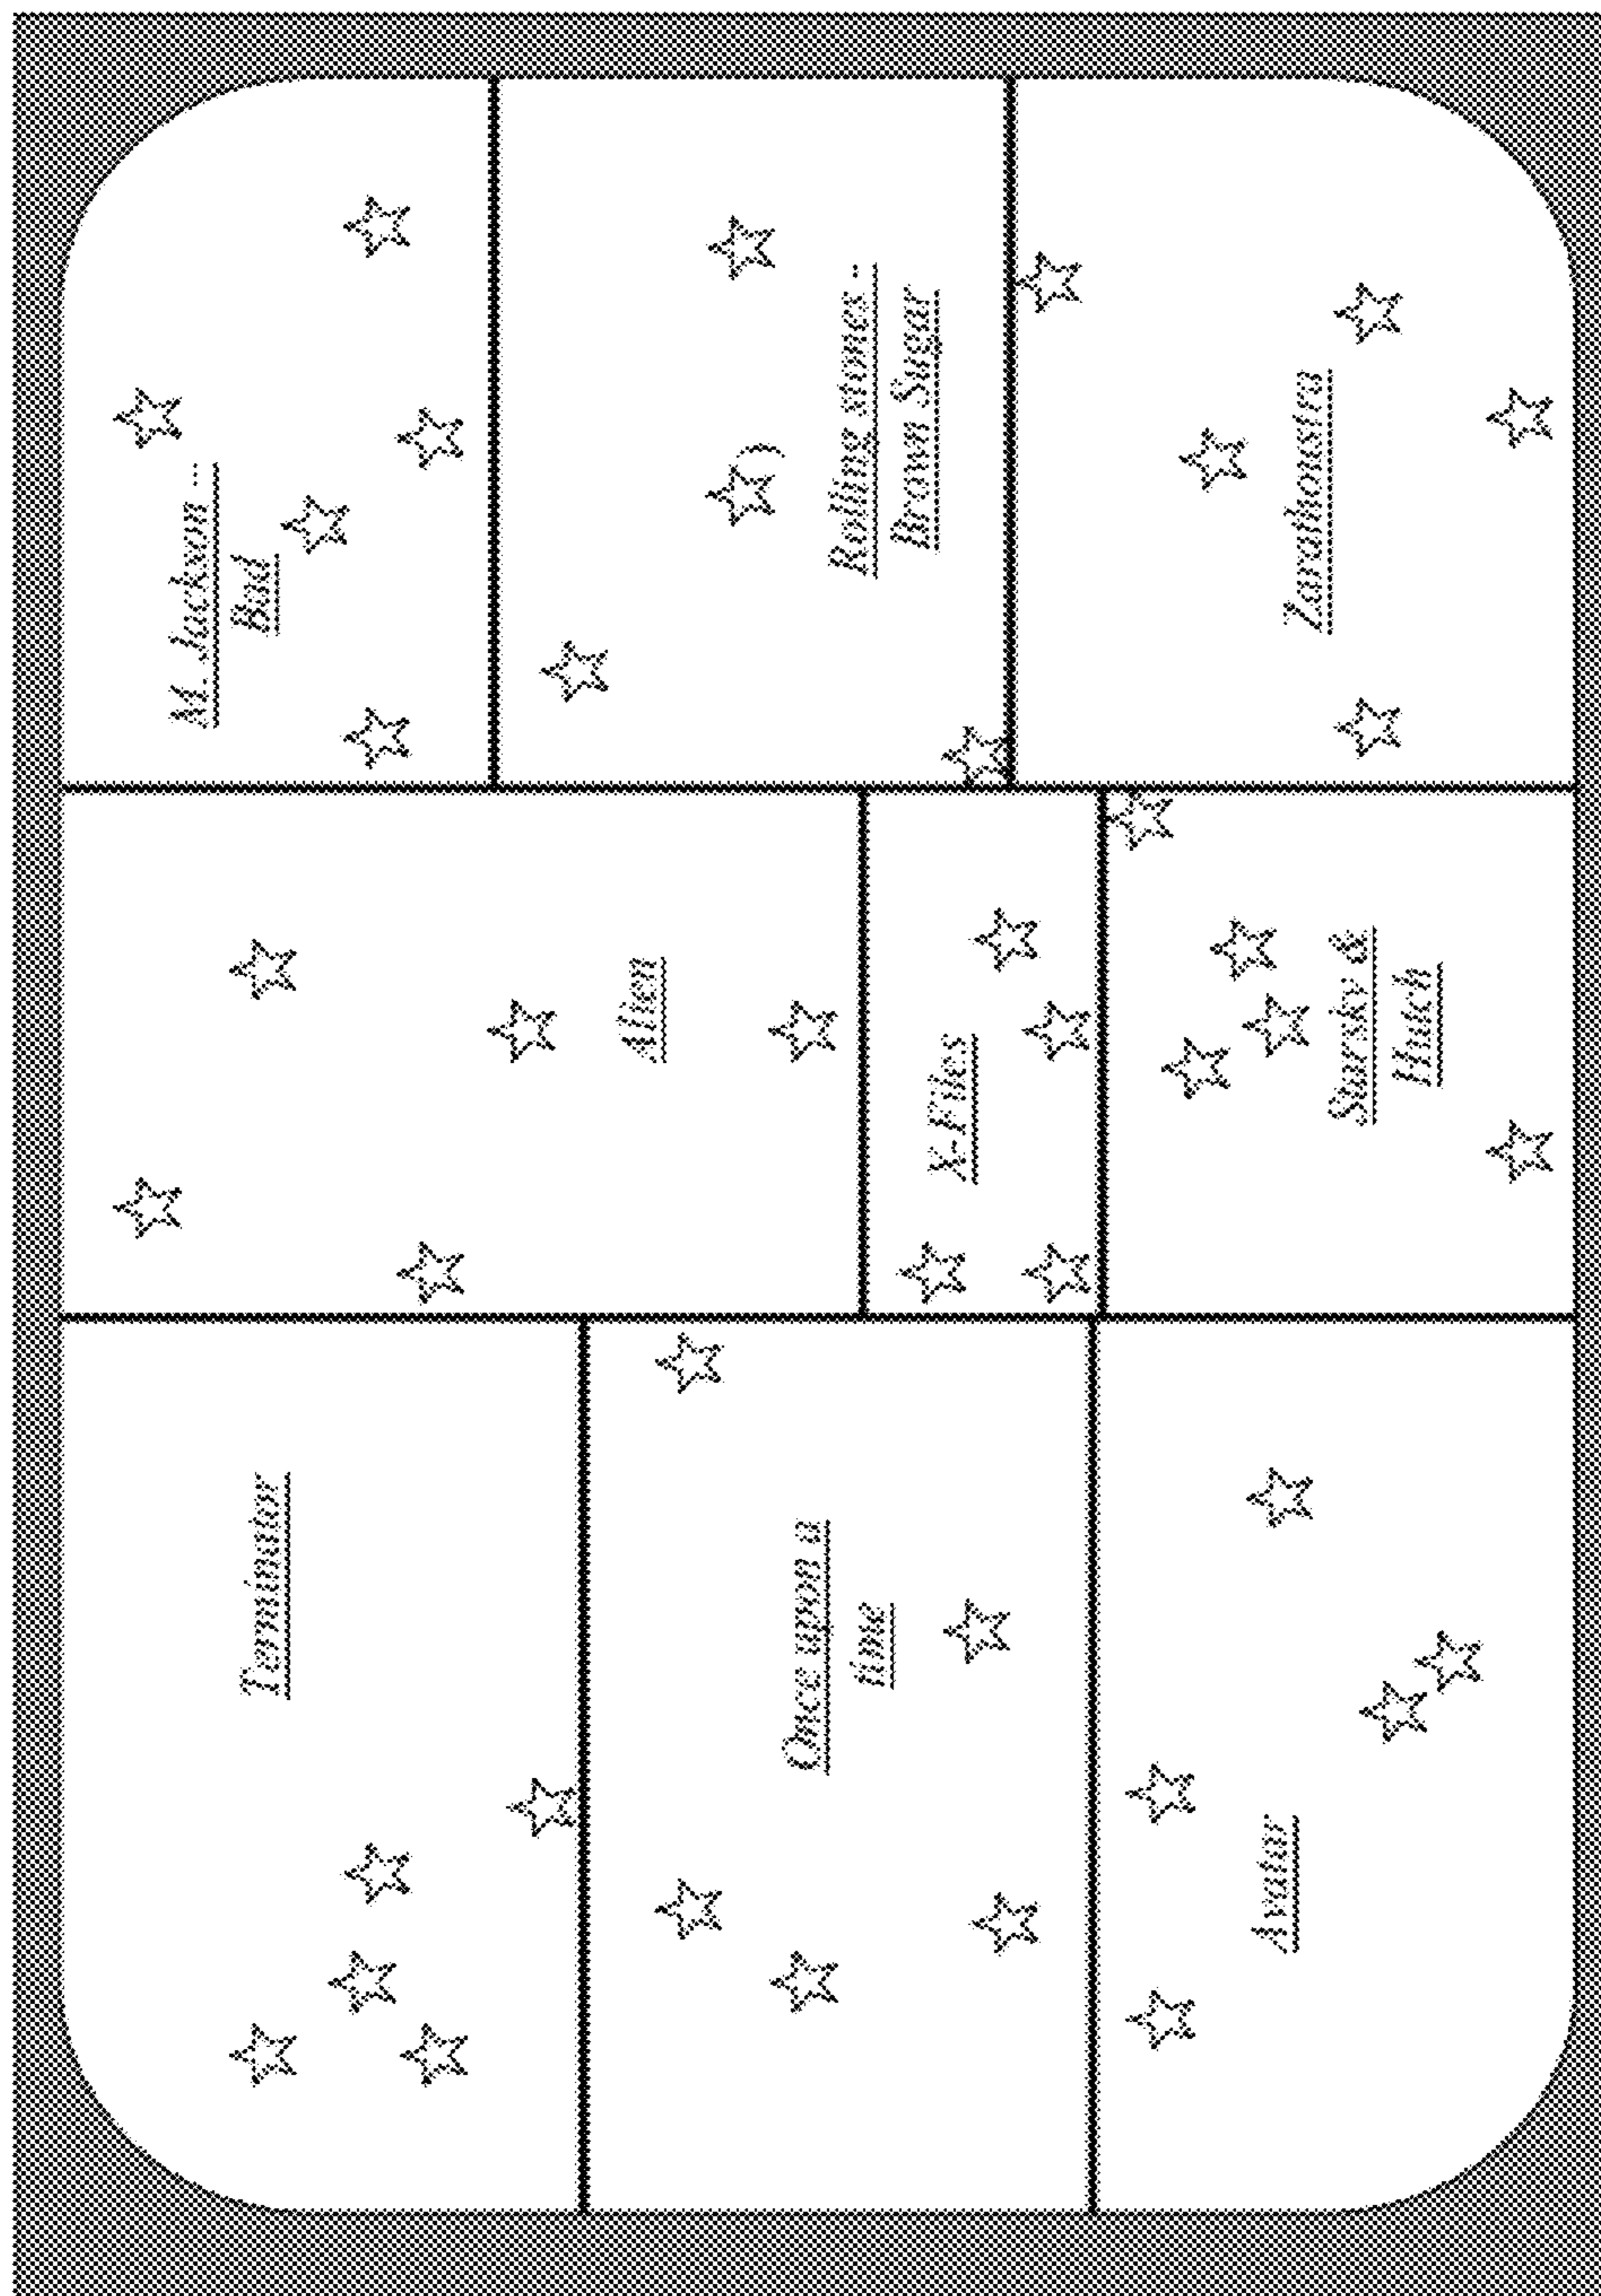 Terminator
Alien
M. Jackson –
Bad
Once upon a
time
X-Files
()
Rolling stones –
Brown Sugar
Avatar
Starsky &
Hutch
Zarathoustra